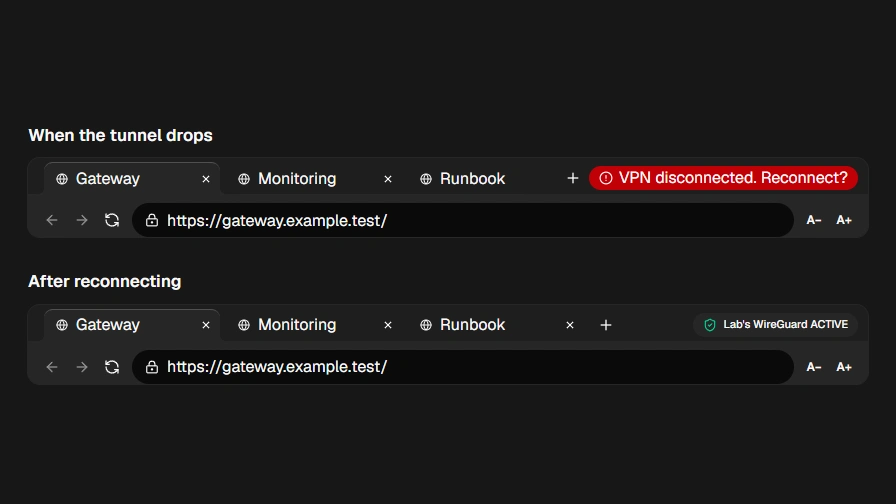 When the tunnel drops
Gateway
Monitoring
Runbook
VPN disconnected. Reconnect?
https://gateway.example.test/
A−
A+
After reconnecting
Gateway
Monitoring
Runbook
Lab's WireGuard ACTIVE
https://gateway.example.test/
A−
A+